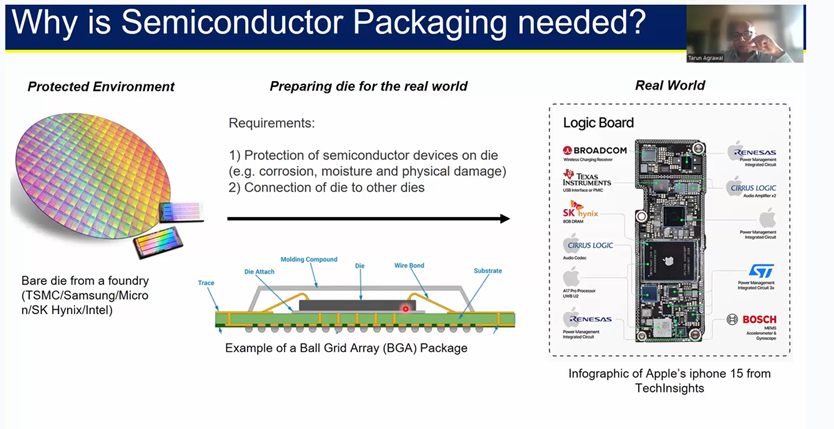 Why is Semiconductor Packaging needed?
Tarun Agrawal
Protected Environment
Preparing die for the real world
Real World
Requirements:
1) Protection of semiconductor devices on die
(e.g. corrosion, moisture and physical damage)
2) Connection of die to other dies
Bare die from a foundry
(TSMC/Samsung/Micro
n/SK Hynix/Intel)
Molding Compound
Die Attach
Die
Wire Bond
Trace
Substrate
Example of a Ball Grid Array (BGA) Package
Logic Board
BROADCOM
Wireless Charging Receiver
TEXAS
INSTRUMENTS
USB Interface or PMIC
SK hynix
8GB DRAM
CIRRUS LOGIC
Audio Codec
A17 Pro Processor
UWB U2
RENESAS
Power Management
Integrated Circuit
RENESAS
Power Management
Integrated Circuit
CIRRUS LOGIC
Audio Amplifier x2
Power Management
Integrated Circuit
ST
Power Management
Integrated Circuit 3x
BOSCH
MEMS
Accelerometer &
Gyroscope
Infographic of Apple's iphone 15 from
TechInsights